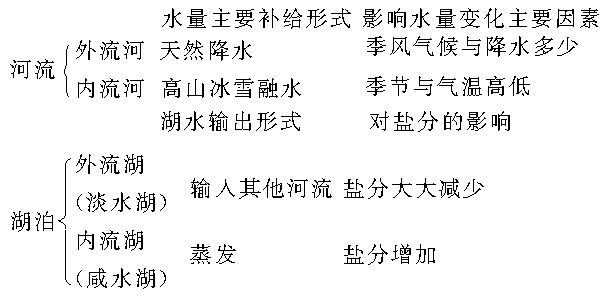 水量主要补给形式 影响水量变化主要因素
外流河 天然降水 季风气候与降水多少
河流
内流河 高山冰雪融水 季节与气温高低
湖水输出形式 对盐分的影响
外流湖
(淡水湖) 输入其他河流 盐分大大减少
湖泊
内流湖
(咸水湖) 蒸发 盐分增加